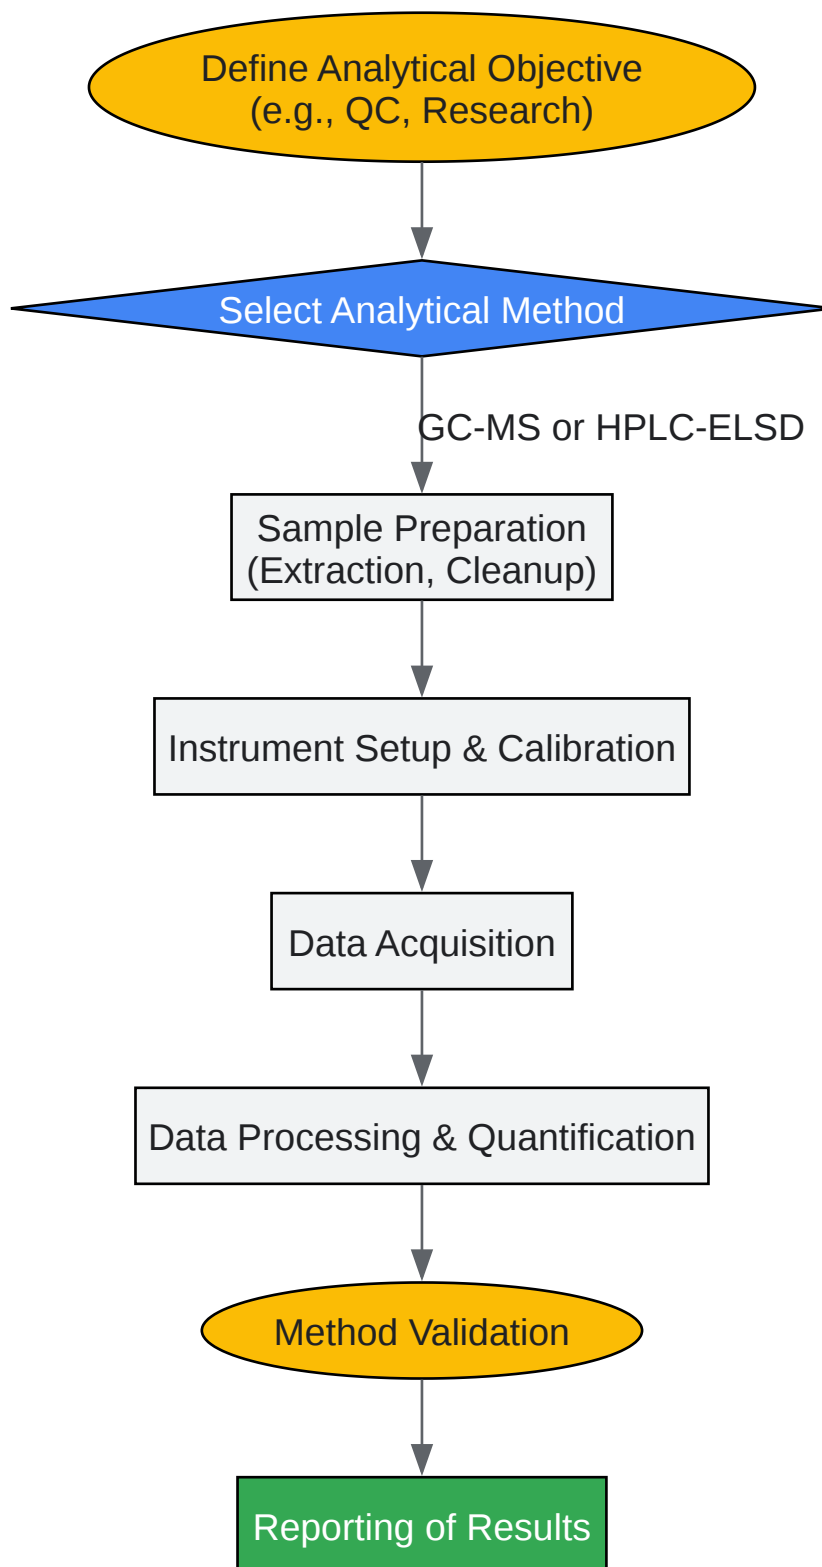 Define Analytical Objective
(e.g., QC, Research)
Select Analytical Method
GC-MS or HPLC-ELSD
Sample Preparation
(Extraction, Cleanup)
Instrument Setup & Calibration
Data Acquisition
Data Processing & Quantification
Method Validation
Reporting of Results